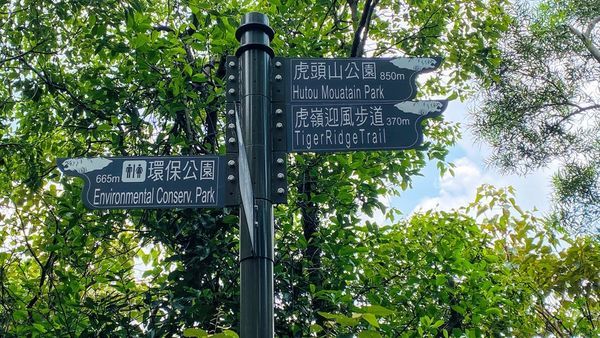 虎頭山公園 850m
Hutou Mouatain Park
虎嶺迎風步道 370m
TigerRidgeTrail
665m 環保公園
Environmental Conserv. Park